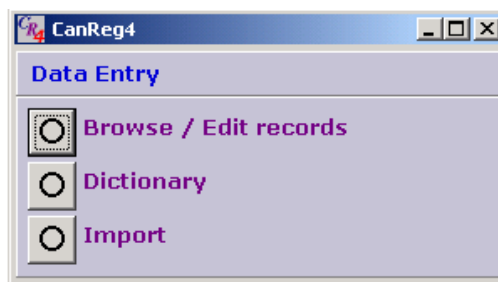 CR4 CanReg4
Data Entry
Browse / Edit records
Dictionary
Import